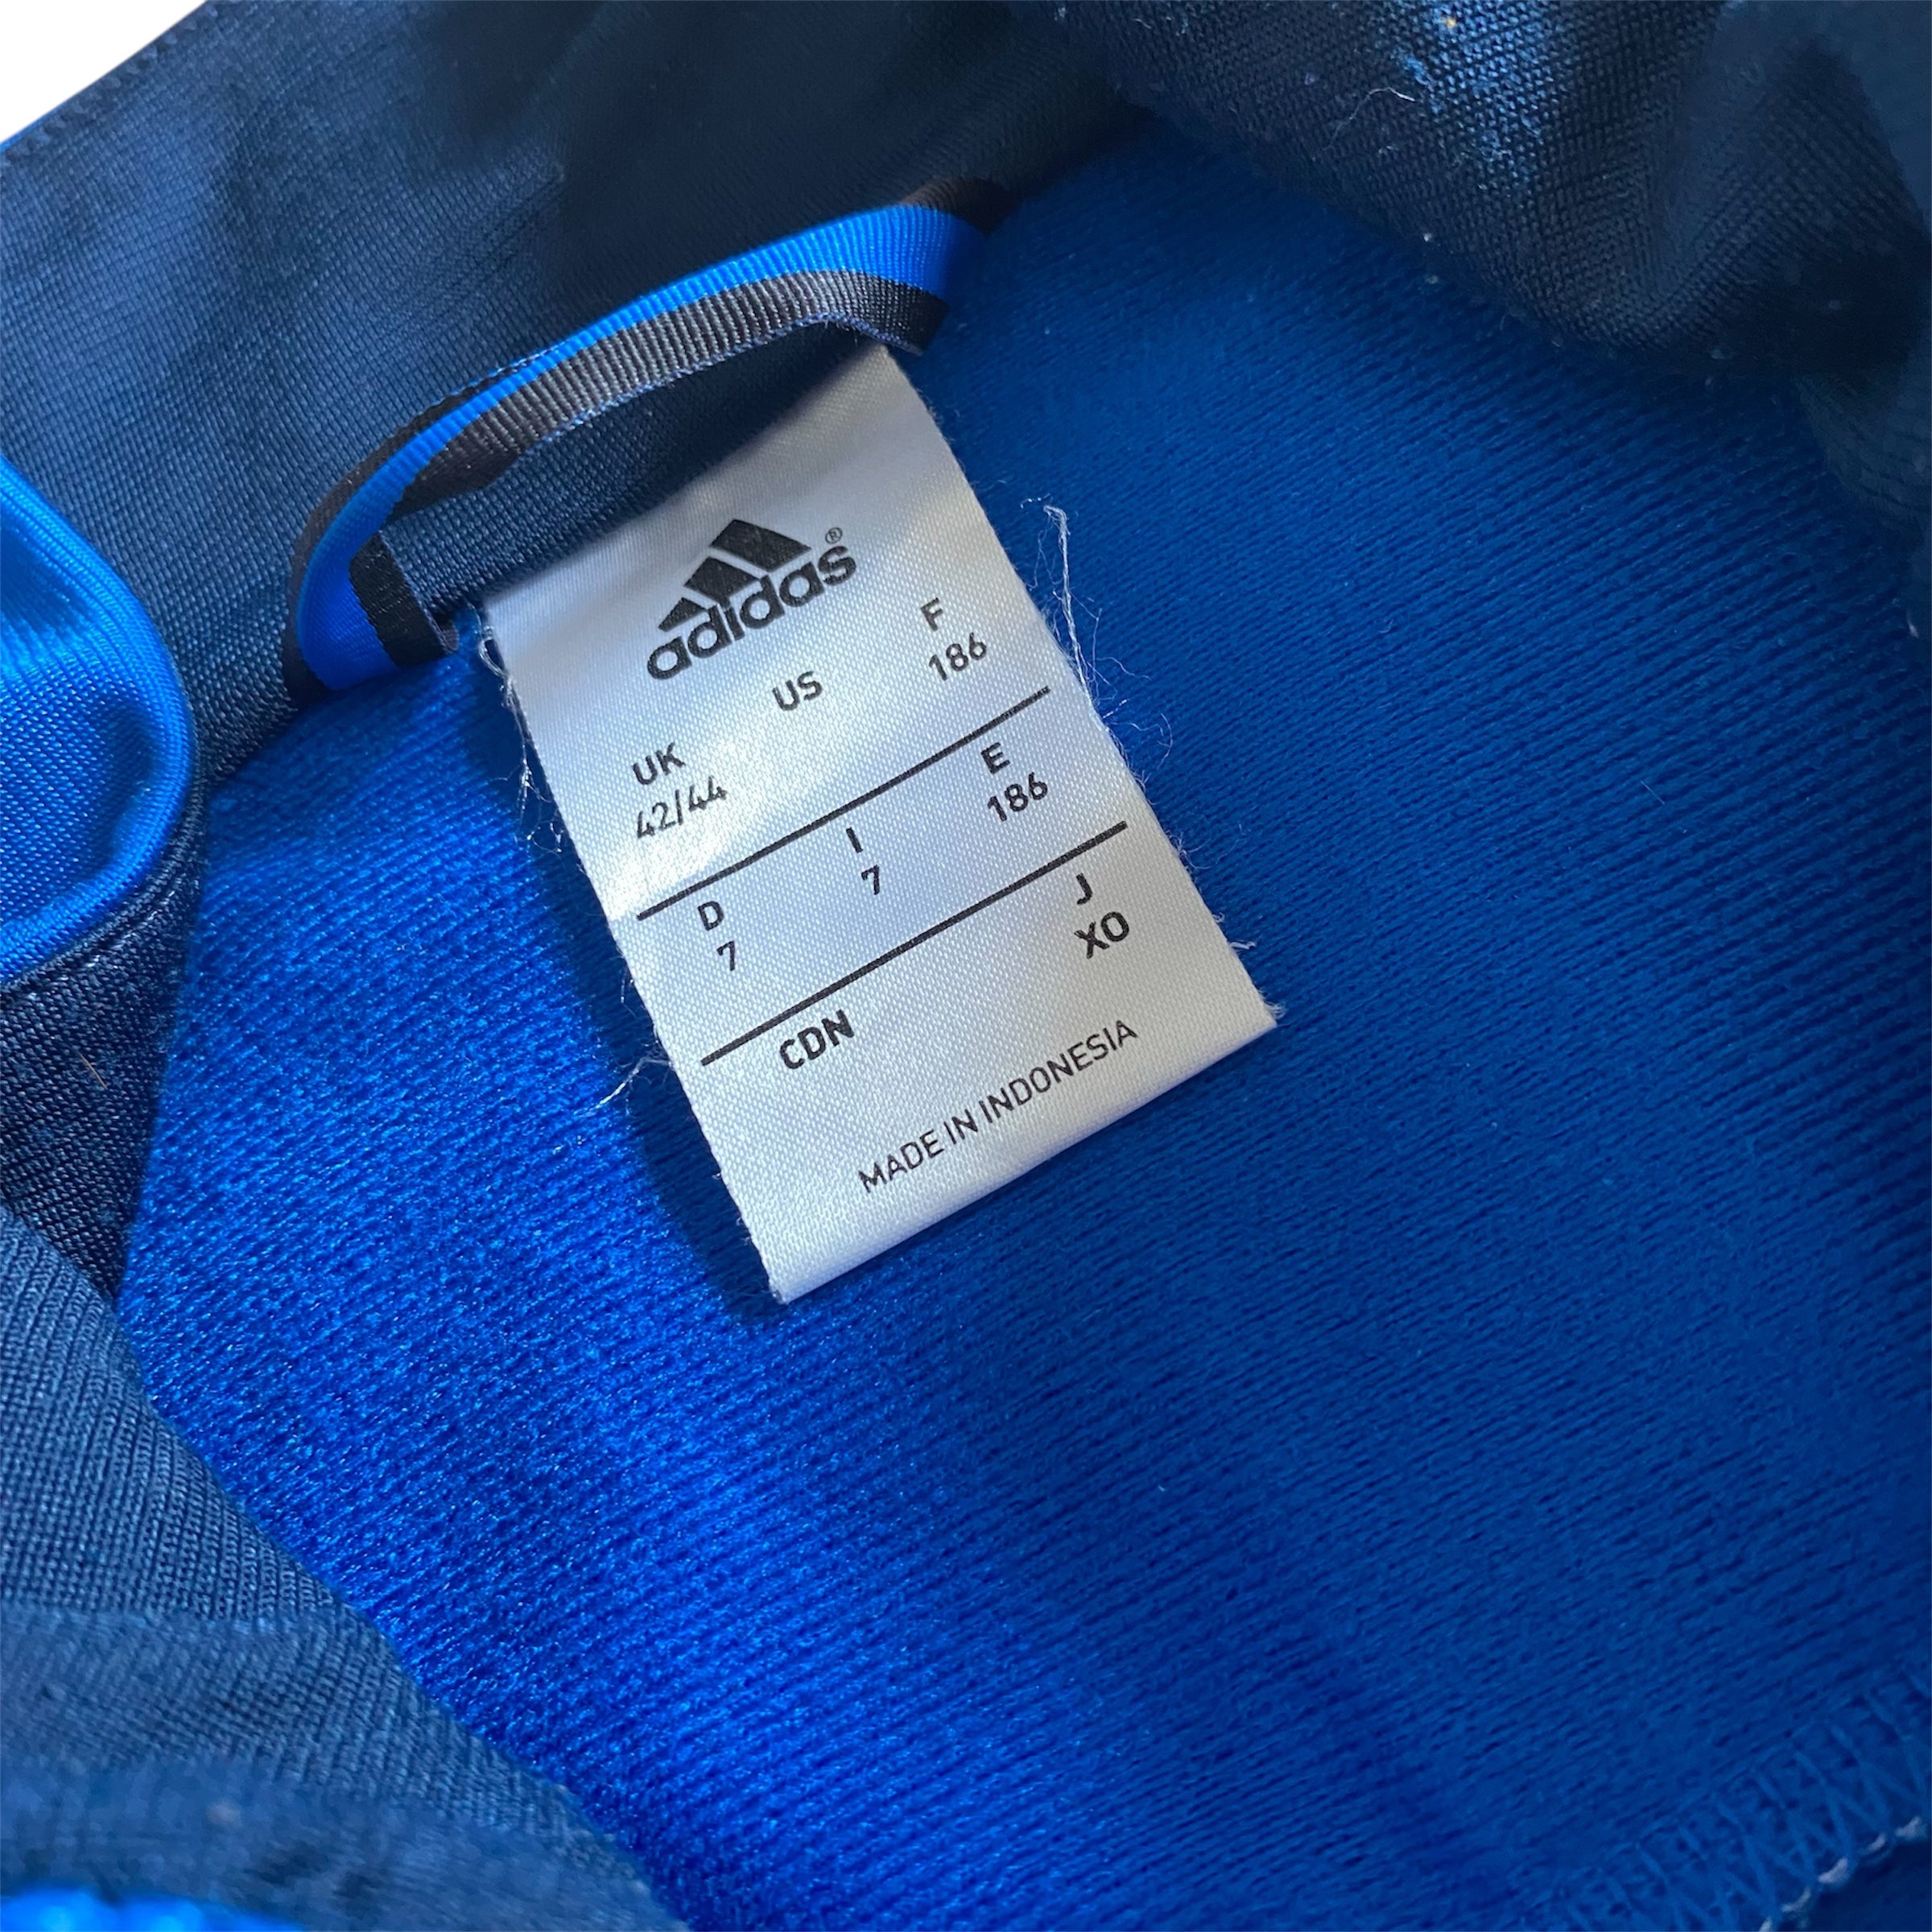 adidas®
UK US F
42/44 186
D I E
7 7 186
CDN J
XO
MADE IN INDONESIA